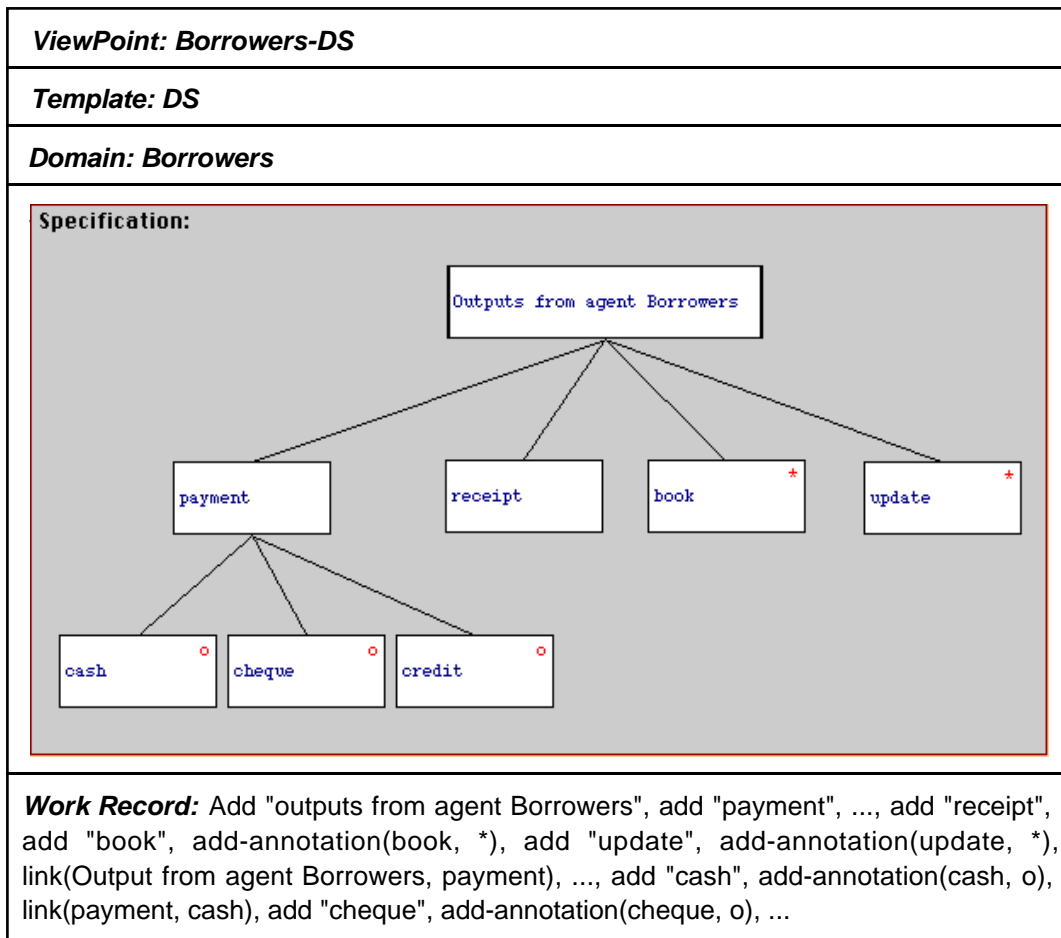 ViewPoint: Borrowers-DS
Template: DS
Domain: Borrowers
Specification:
Outputs from agent Borrowers
payment
receipt
book *
update *
cash o
cheque o
credit o
Work Record: Add "outputs from agent Borrowers", add "payment", ..., add "receipt",
add "book", add-annotation(book, *), add "update", add-annotation(update, *),
link(Output from agent Borrowers, payment), ..., add "cash", add-annotation(cash, o),
link(payment, cash), add "cheque", add-annotation(cheque, o), ...